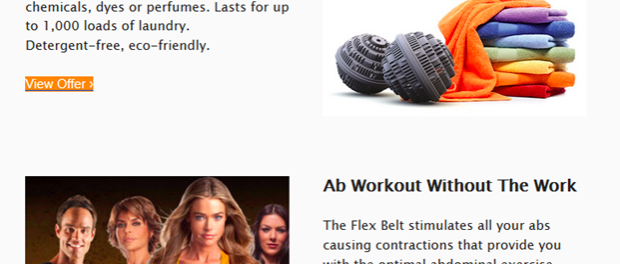 chemicals, dyes or perfumes. Lasts for up
to 1,000 loads of laundry.
Detergent-free, eco-friendly.
View Offer ›
Ab Workout Without The Work
The Flex Belt stimulates all your abs
causing contractions that provide you
with the optimal abdominal exercise